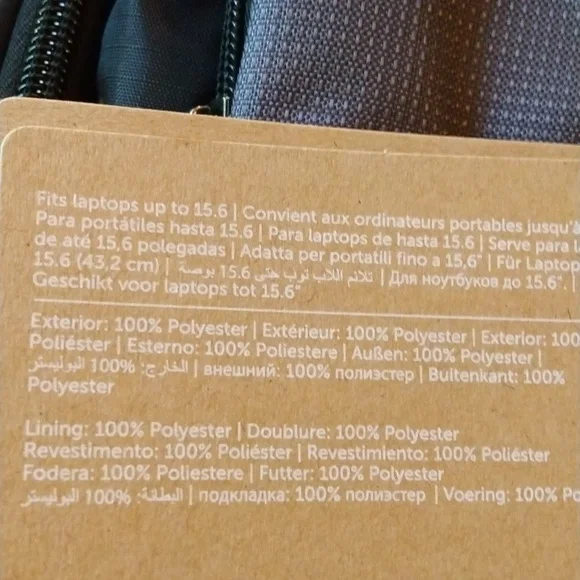 Fits laptops up to 15.6 | Convient aux ordinateurs portables jusqu'à
Para portátiles hasta 15.6 | Para laptops de hasta 15.6 | Serve para
de até 15,6 polegadas | Adatta per portatili fino a 15.6" | Für Laptop
15.6 (43,2 cm) | تلائم اللاب توب حتى 15.6 بوصة | Для ноутбуков до 15.6". |
Geschikt voor laptops tot 15.6"
Exterior: 100% Polyester | Extérieur: 100% Polyester | Exterior: 100
Poliéster | Esterno: 100% Poliestere | Außen: 100% Polyester |
الخارج: 100% البوليستر | внешний: 100% полиэстер | Buitenkant: 100%
Polyester
Lining: 100% Polyester | Doublure: 100% Polyester
Revestimento: 100% Poliéster | Revestimiento: 100% Poliéster
Fodera: 100% Poliestere | Futter: 100% Polyester
البطانة: 100% البوليستر | подкладка: 100% полиэстер | Voering: 100% Po